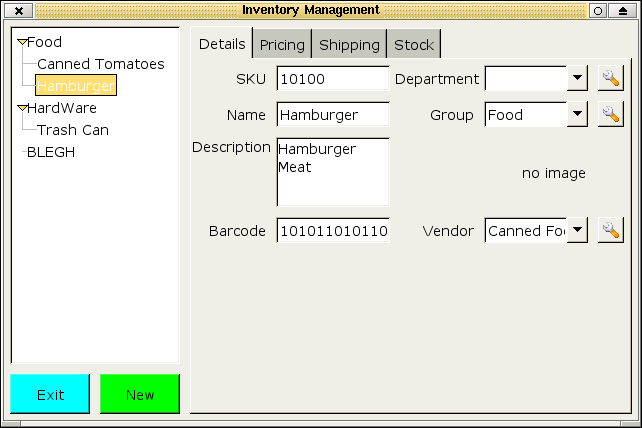 Inventory Management
Food
Canned Tomatoes
Hamburger
HardWare
Trash Can
BLEGH
Exit
New
Details Pricing Shipping Stock
SKU 10100 Department
Name Hamburger Group Food
Description Hamburger
Meat
no image
Barcode 101011010110 Vendor Canned Foo